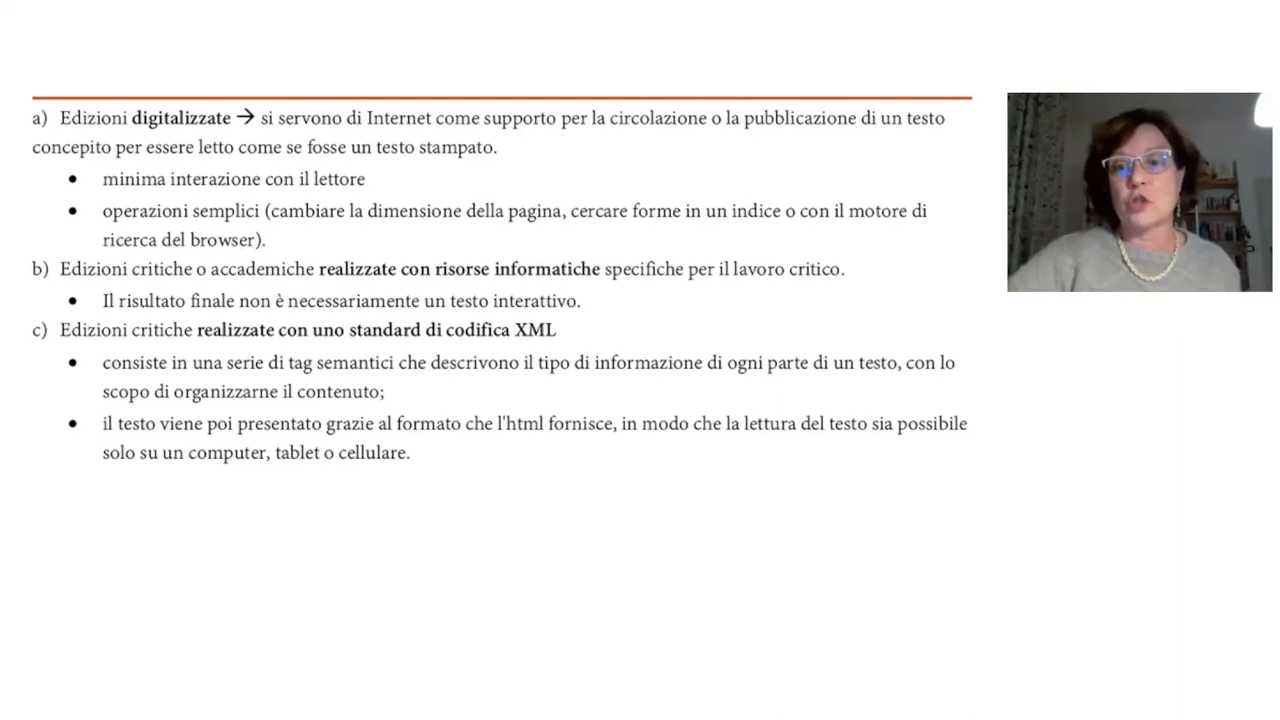 a) Edizioni digitalizzate → si servono di Internet come supporto per la circolazione o la pubblicazione di un testo
concepito per essere letto come se fosse un testo stampato.
• minima interazione con il lettore
• operazioni semplici (cambiare la dimensione della pagina, cercare forme in un indice o con il motore di
ricerca del browser).
b) Edizioni critiche o accademiche realizzate con risorse informatiche specifiche per il lavoro critico.
• Il risultato finale non è necessariamente un testo interattivo.
c) Edizioni critiche realizzate con uno standard di codifica XML
• consiste in una serie di tag semantici che descrivono il tipo di informazione di ogni parte di un testo, con lo
scopo di organizzarne il contenuto;
• il testo viene poi presentato grazie al formato che l'html fornisce, in modo che la lettura del testo sia possibile
solo su un computer, tablet o cellulare.